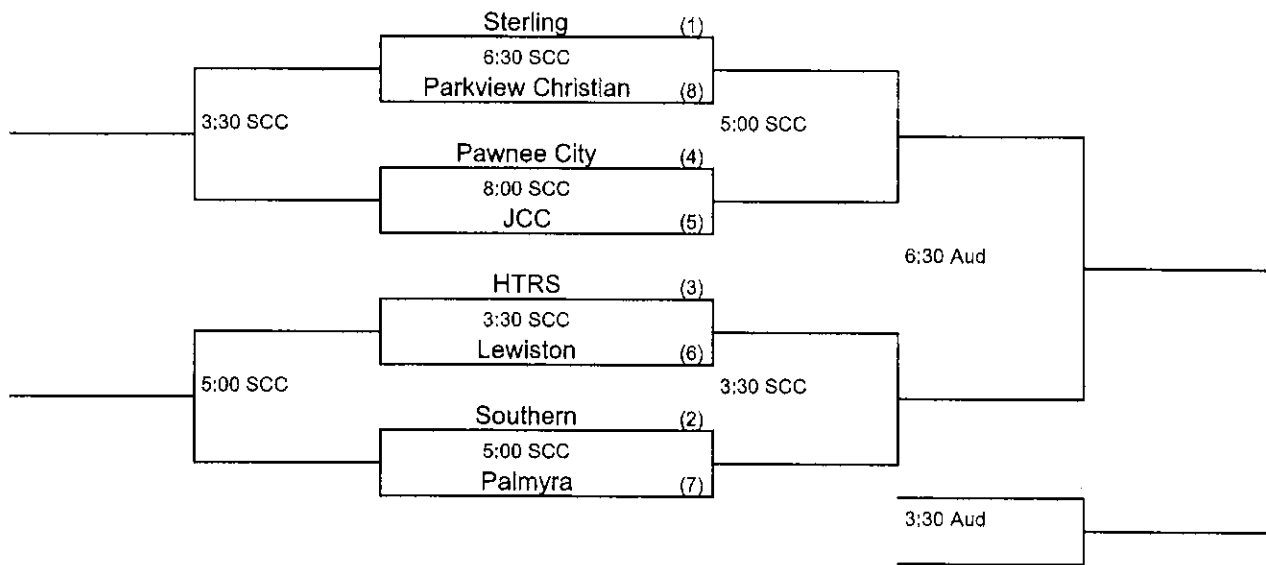 Sterling (1)
6:30 SCC
Parkview Christian (8)
3:30 SCC
5:00 SCC
Pawnee City (4)
8:00 SCC
JCC (5)
6:30 Aud
HTRS (3)
3:30 SCC
Lewiston (6)
5:00 SCC
3:30 SCC
Southern (2)
5:00 SCC
Palmyra (7)
3:30 Aud